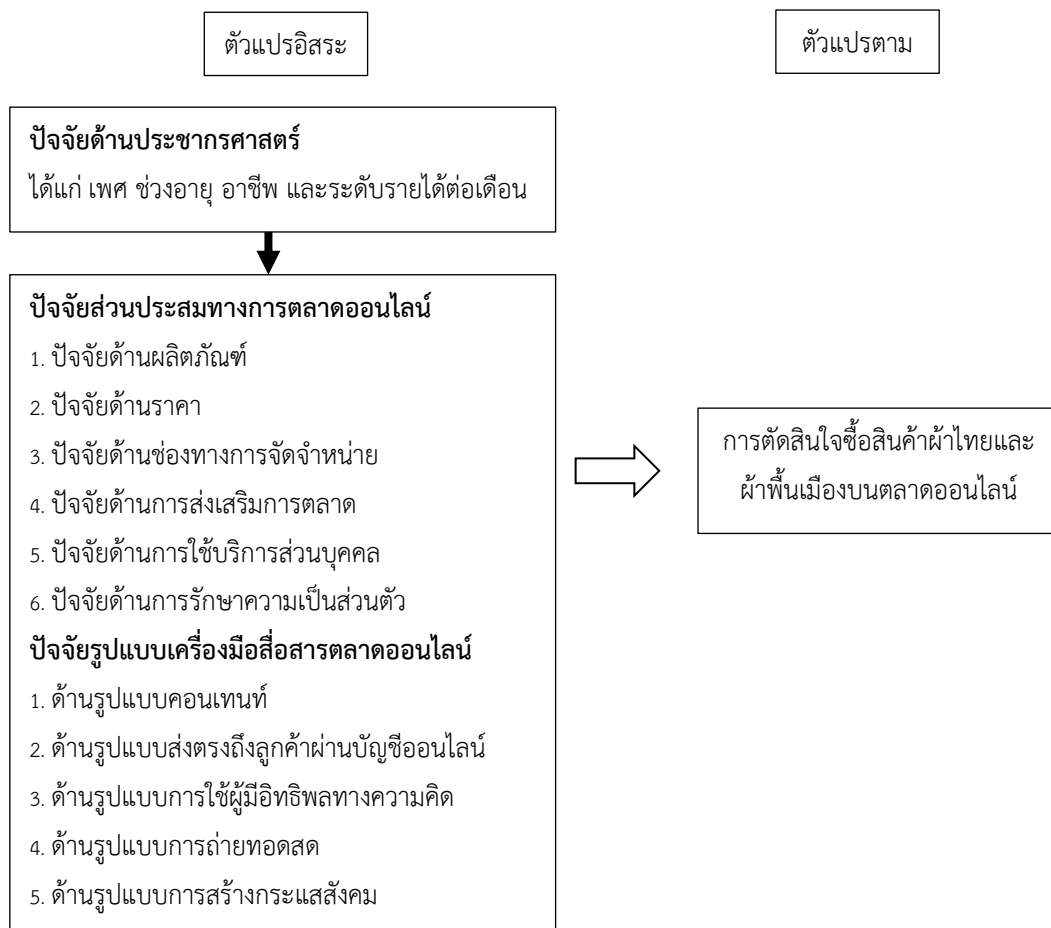 ตัวแปรอิสระ
ตัวแปรตาม
ปัจจัยด้านประชากรศาสตร์
ได้แก่ เพศ ช่วงอายุ อาชีพ และระดับรายได้ต่อเดือน
ปัจจัยส่วนประสมทางการตลาดออนไลน์
1. ปัจจัยด้านผลิตภัณฑ์
2. ปัจจัยด้านราคา
3. ปัจจัยด้านช่องทางการจัดจำหน่าย
4. ปัจจัยด้านการส่งเสริมการตลาด
5. ปัจจัยด้านการใช้บริการส่วนบุคคล
6. ปัจจัยด้านการรักษาความเป็นส่วนตัว
ปัจจัยรูปแบบเครื่องมือสื่อสารตลาดออนไลน์
1. ด้านรูปแบบคอนเทนท์
2. ด้านรูปแบบส่งตรงถึงลูกค้าผ่านบัญชีออนไลน์
3. ด้านรูปแบบการใช้ผู้มีอิทธิพลทางความคิด
4. ด้านรูปแบบการถ่ายทอดสด
5. ด้านรูปแบบการสร้างกระแสสังคม
การตัดสินใจซื้อสินค้าผ้าไทยและ
ผ้าพื้นเมืองบนตลาดออนไลน์